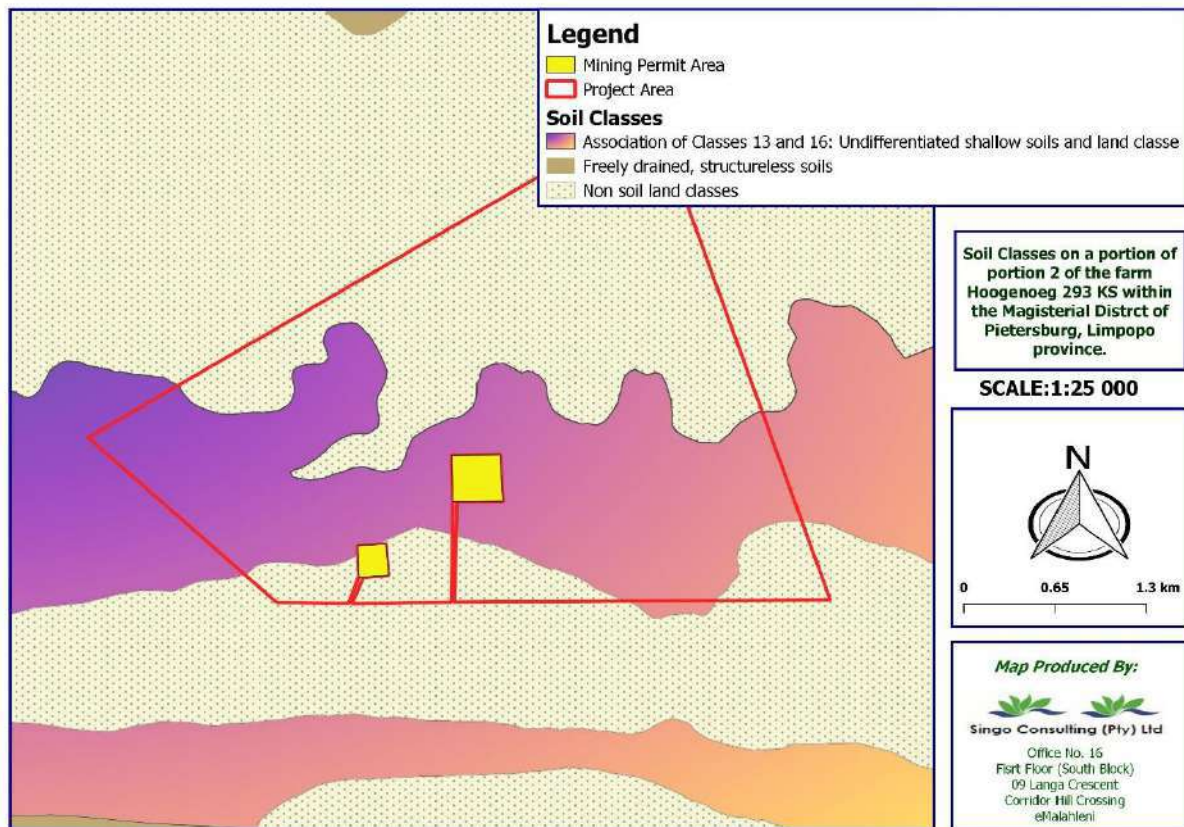 Legend
Mining Permit Area
Project Area
Soil Classes
Association of Classes 13 and 16: Undifferentiated shallow soils and land classe
Freely drained, structureless soils
Non soil land classes
Soil Classes on a portion of
portion 2 of the farm
Hoogenoeg 293 KS within
the Magisterial Distrct of
Pietersburg, Limpopo
province.
SCALE:1:25 000
N
0 0.65 1.3 km
Map Produced By:
Singo Consulting (Pty) Ltd
Office No. 16
Fisrt Floor (South Block)
09 Langa Crescent
Corridor Hill Crossing
eMalahleni